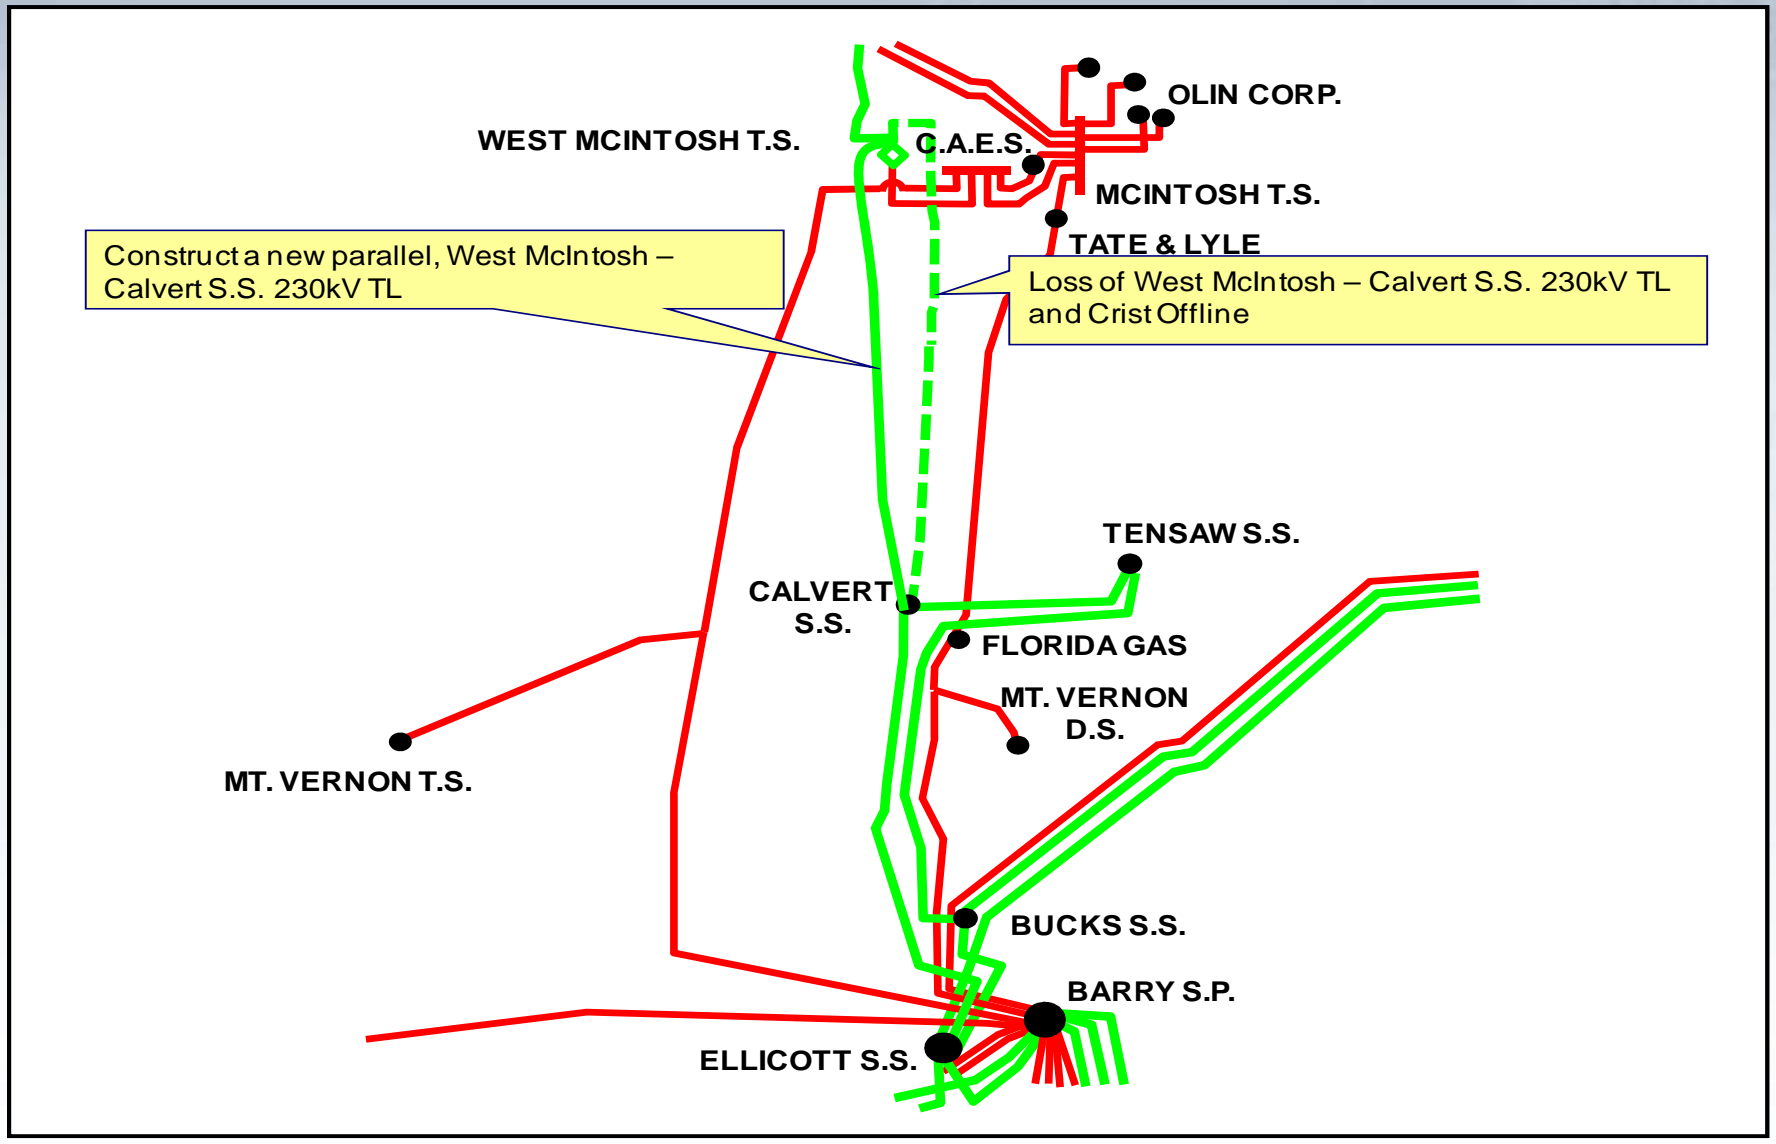 OLIN CORP.
WEST MCINTOSH T.S.
C.A.E.S.
MCINTOSH T.S.
TATE & LYLE
Construct a new parallel, West McIntosh –
Calvert S.S. 230kV TL
Loss of West McIntosh – Calvert S.S. 230kV TL
and Crist Offline
TENSAW S.S.
CALVERT
S.S.
FLORIDA GAS
MT. VERNON
D.S.
MT. VERNON T.S.
BUCKS S.S.
BARRY S.P.
ELLICOTT S.S.